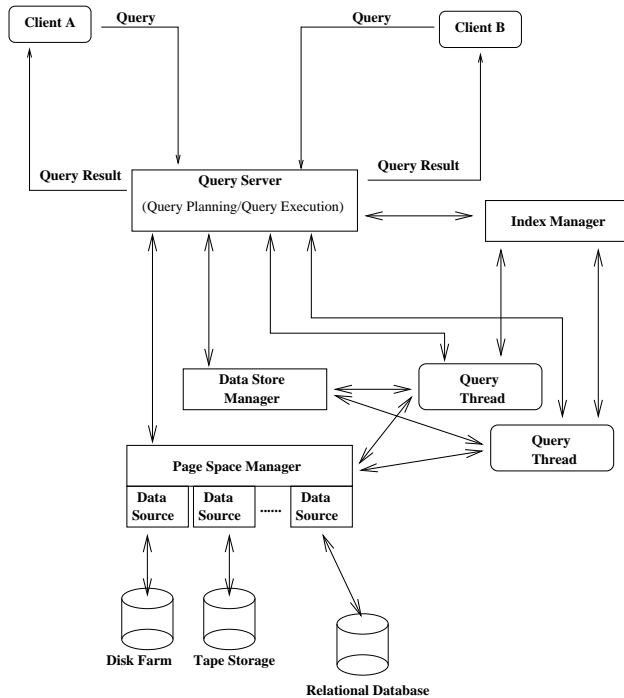 Client A
Query
Query
Client B
Query Result
Query Result
Query Server
(Query Planning/Query Execution)
Index Manager
Data Store
Manager
Query
Thread
Query
Thread
Page Space Manager
Data
Source
Data
Source
......
Data
Source
Disk Farm
Tape Storage
Relational Database